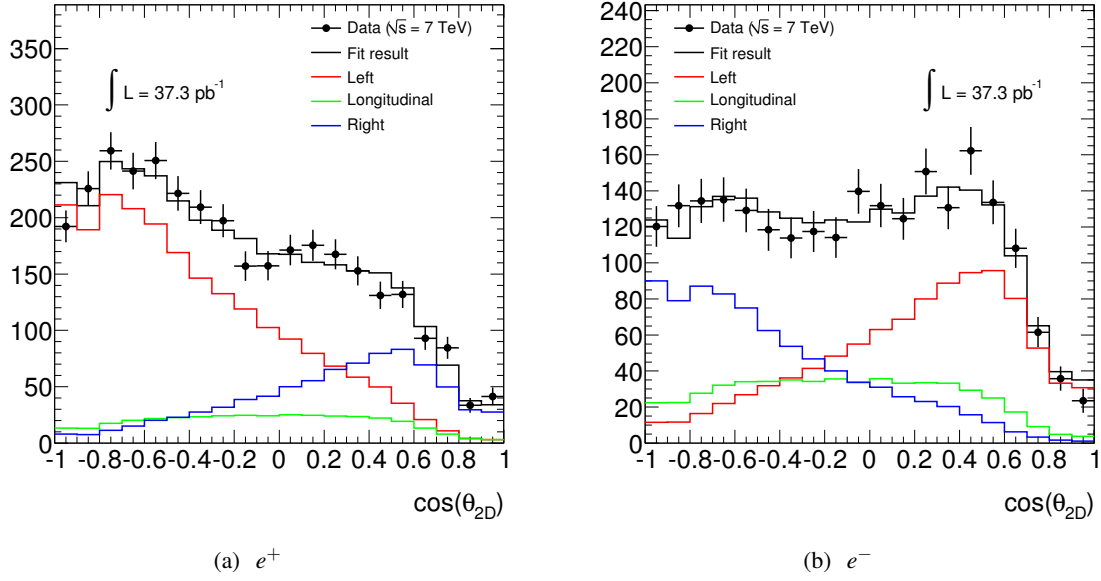 350
300
250
200
150
100
50
0
-1 -0.8 -0.6 -0.4 -0.2 0 0.2 0.4 0.6 0.8 1
cos(θ2D)
∫ L = 37.3 pb-1
Data (√s = 7 TeV)
Fit result
Left
Longitudinal
Right
(a) e+
240
220
200
180
160
140
120
100
80
60
40
20
0
-1 -0.8 -0.6 -0.4 -0.2 0 0.2 0.4 0.6 0.8 1
cos(θ2D)
Data (√s = 7 TeV)
Fit result
Left
Longitudinal
Right
∫ L = 37.3 pb-1
(b) e−